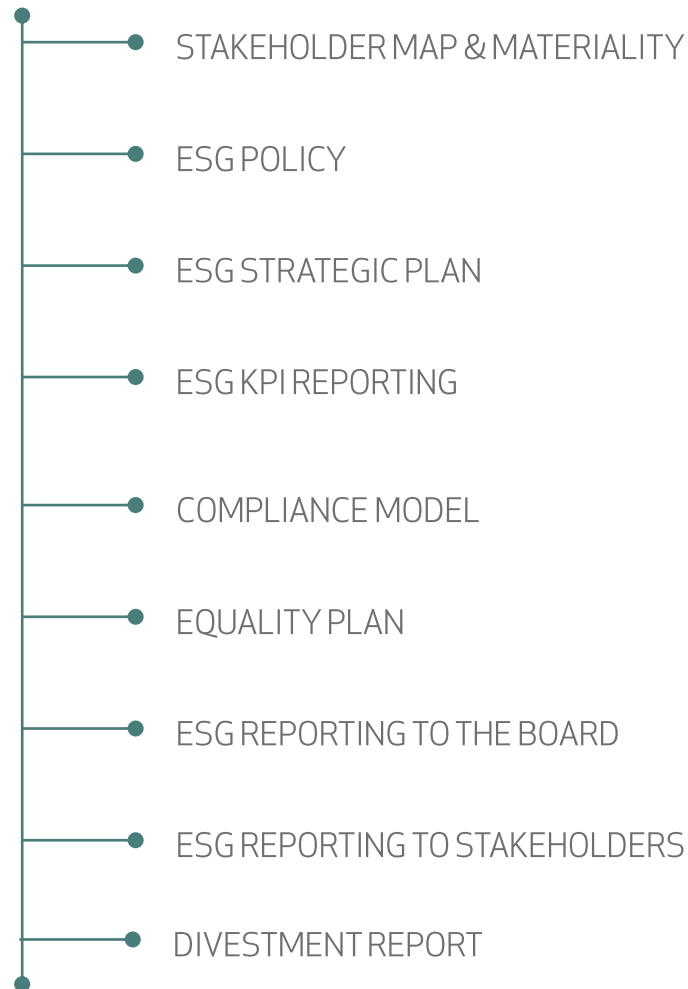 STAKEHOLDER MAP & MATERIALITY
ESG POLICY
ESG STRATEGIC PLAN
ESG KPI REPORTING
COMPLIANCE MODEL
EQUALITY PLAN
ESG REPORTING TO THE BOARD
ESG REPORTING TO STAKEHOLDERS
DIVESTMENT REPORT